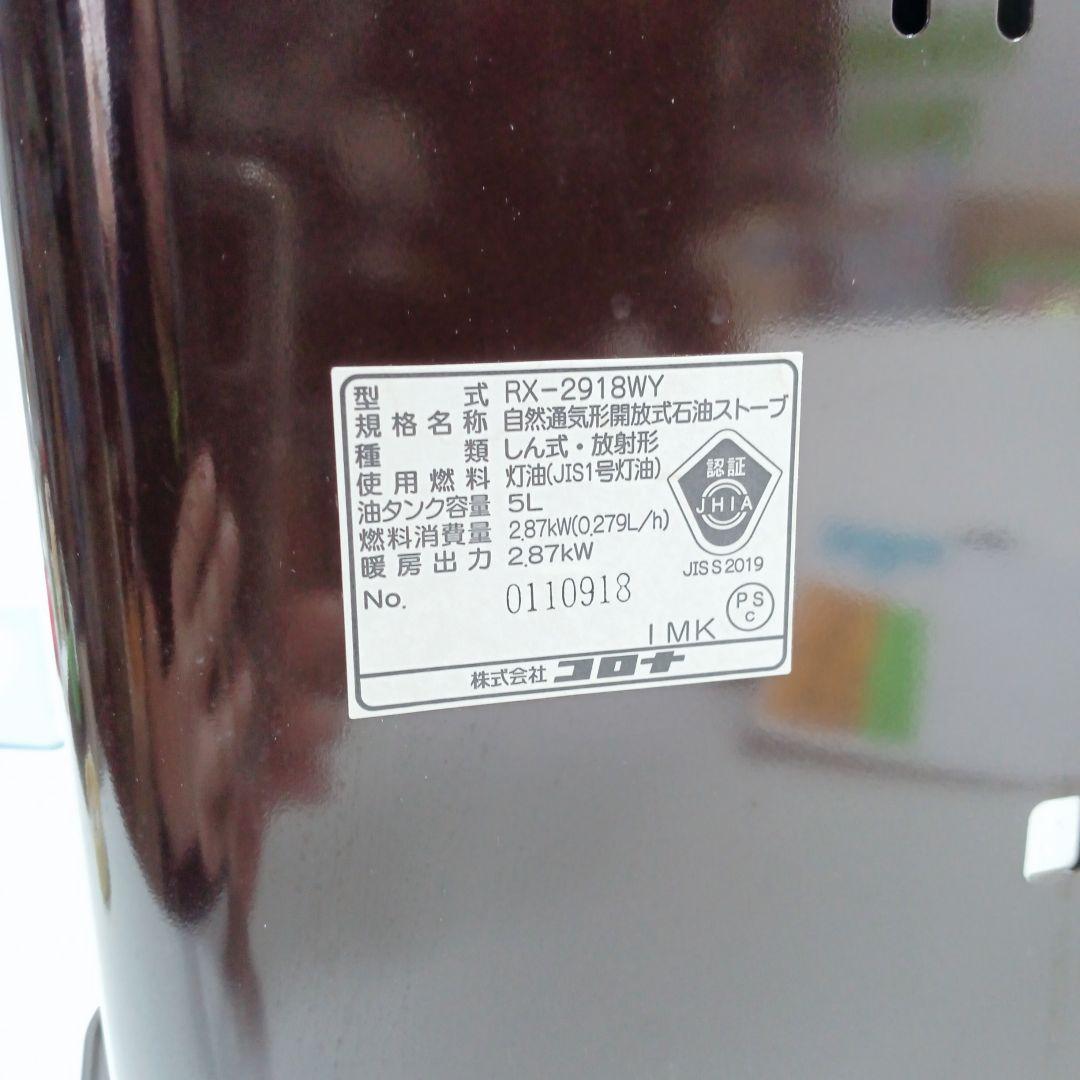 型式 RX-2918WY
規格名称 自然通気形開放式石油ストーブ
種類 しん式・放射形
使用燃料 灯油(JIS1号灯油)
油タンク容量 5L
燃料消費量 2.87kW(0.279L/h)
暖房出力 2.87kW
認証
JHIA
JIS S 2019
No. 0110918
PS
C
IMK
株式会社 コロナ